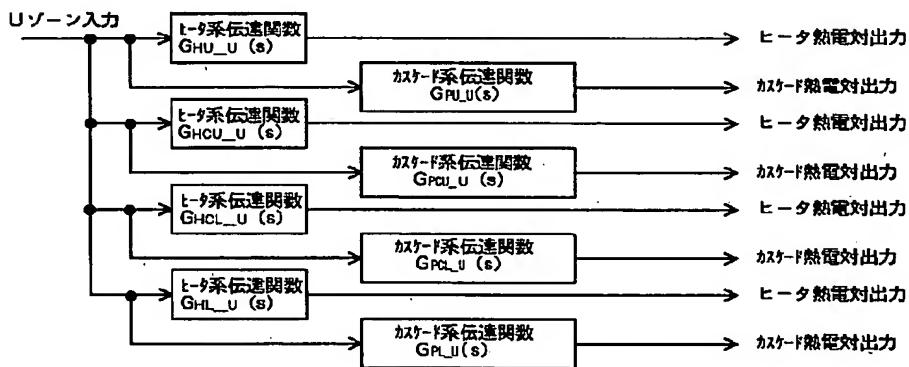 Uゾーン入力
ﾋｰﾀ系伝達関数
GHU_U (s)
ヒータ熱電対出力
ｶｽｹｰﾄﾞ系伝達関数
GPU_U(s)
ｶｽｹｰﾄﾞ熱電対出力
ﾋｰﾀ系伝達関数
GHCU_U (s)
ヒータ熱電対出力
ｶｽｹｰﾄﾞ系伝達関数
GPCU_U (s)
ｶｽｹｰﾄﾞ熱電対出力
ﾋｰﾀ系伝達関数
GHCL_U (s)
ヒータ熱電対出力
ｶｽｹｰﾄﾞ系伝達関数
GPCL_U (s)
ｶｽｹｰﾄﾞ熱電対出力
ﾋｰﾀ系伝達関数
GHL_U (s)
ヒータ熱電対出力
ｶｽｹｰﾄﾞ系伝達関数
GPL_U(s)
ｶｽｹｰﾄﾞ熱電対出力